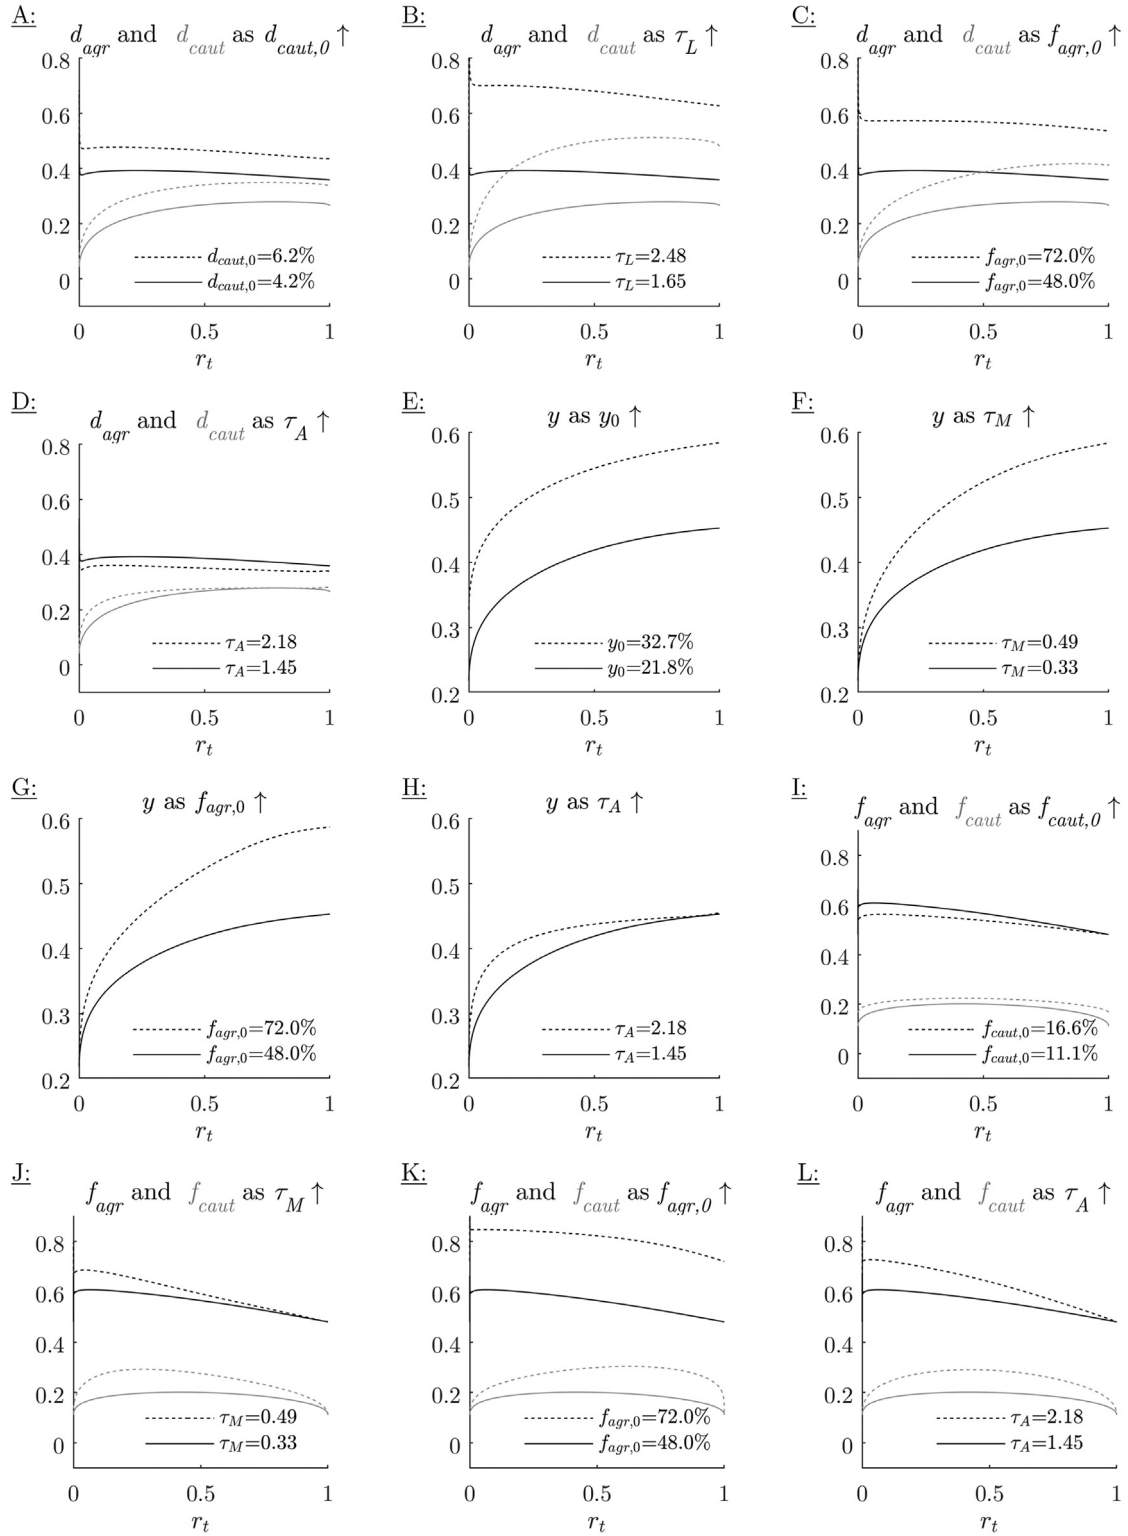 A:
d_agr and d_caut as d_caut,0 ↑
0.8
0.6
0.4
0.2
0
d_caut,0=6.2%
d_caut,0=4.2%
0 0.5 1
r_t
B:
d_agr and d_caut as τ_L ↑
0.8
0.6
0.4
0.2
0
τ_L=2.48
τ_L=1.65
0 0.5 1
r_t
C:
d_agr and d_caut as f_agr,0 ↑
0.8
0.6
0.4
0.2
0
f_agr,0=72.0%
f_agr,0=48.0%
0 0.5 1
r_t
D:
d_agr and d_caut as τ_A ↑
0.8
0.6
0.4
0.2
0
τ_A=2.18
τ_A=1.45
0 0.5 1
r_t
E:
y as y_0 ↑
0.6
0.5
0.4
0.3
0.2
y_0=32.7%
y_0=21.8%
0 0.5 1
r_t
F:
y as τ_M ↑
0.6
0.5
0.4
0.3
0.2
τ_M=0.49
τ_M=0.33
0 0.5 1
r_t
G:
y as f_agr,0 ↑
0.6
0.5
0.4
0.3
0.2
f_agr,0=72.0%
f_agr,0=48.0%
0 0.5 1
r_t
H:
y as τ_A ↑
0.6
0.5
0.4
0.3
0.2
τ_A=2.18
τ_A=1.45
0 0.5 1
r_t
I:
f_agr and f_caut as f_caut,0 ↑
0.8
0.6
0.4
0.2
0
f_caut,0=16.6%
f_caut,0=11.1%
0 0.5 1
r_t
J:
f_agr and f_caut as τ_M ↑
0.8
0.6
0.4
0.2
0
τ_M=0.49
τ_M=0.33
0 0.5 1
r_t
K:
f_agr and f_caut as f_agr,0 ↑
0.8
0.6
0.4
0.2
0
f_agr,0=72.0%
f_agr,0=48.0%
0 0.5 1
r_t
L:
f_agr and f_caut as τ_A ↑
0.8
0.6
0.4
0.2
0
τ_A=2.18
τ_A=1.45
0 0.5 1
r_t